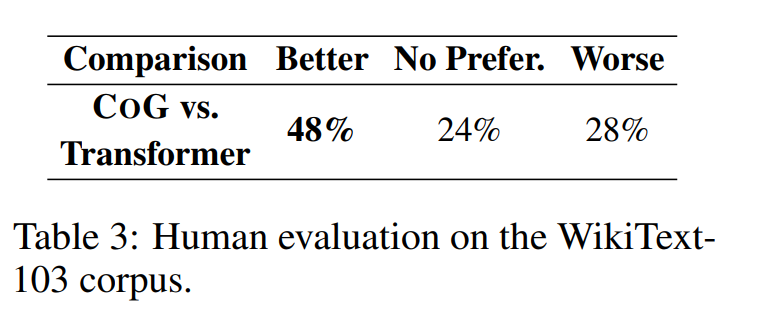 Comparison Better No Prefer. Worse
COG vs.
Transformer
48% 24% 28%
Table 3: Human evaluation on the WikiText-
103 corpus.